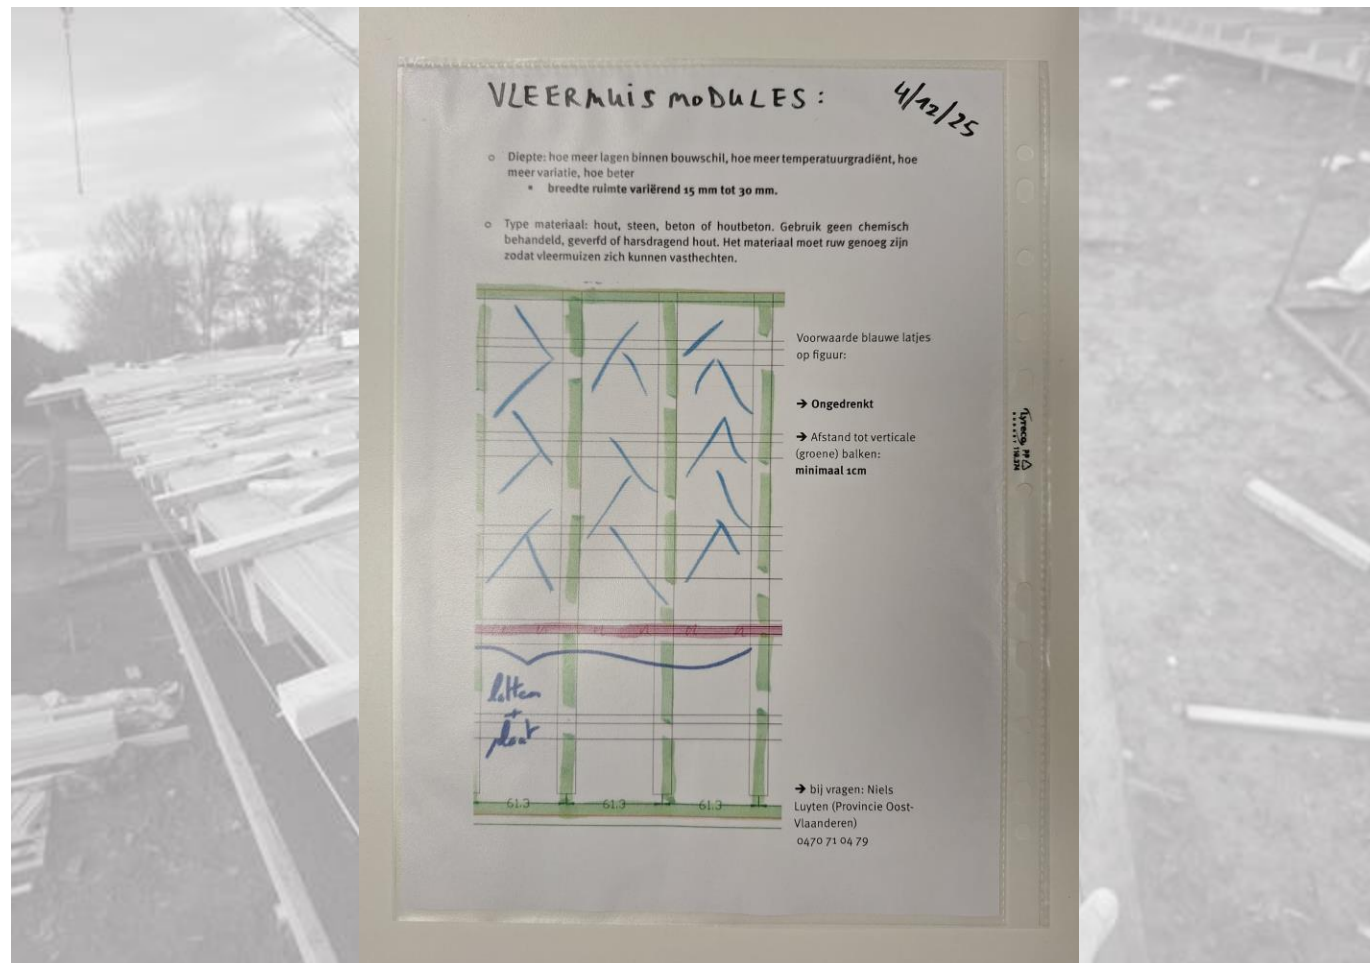 VLEERMUIS MODULES:
4/12/25
o Diepte: hoe meer lagen binnen bouwschil, hoe meer temperatuurgradiënt, hoe
meer variatie, hoe beter
• breedte ruimte variërend 15 mm tot 30 mm.
o Type materiaal: hout, steen, beton of houtbeton. Gebruik geen chemisch
behandeld, geverfd of harsdragend hout. Het materiaal moet ruw genoeg zijn
zodat vleermuizen zich kunnen vasthechten.
Voorwaarde blauwe latjes
op figuur:
→ Ongedrenkt
→ Afstand tot verticale
(groene) balken:
minimaal 1cm
latten
+
plaat
61.3 61.3 61.3
→ bij vragen: Niels
Luyten (Provincie Oost-
Vlaanderen)
0470 71 04 79